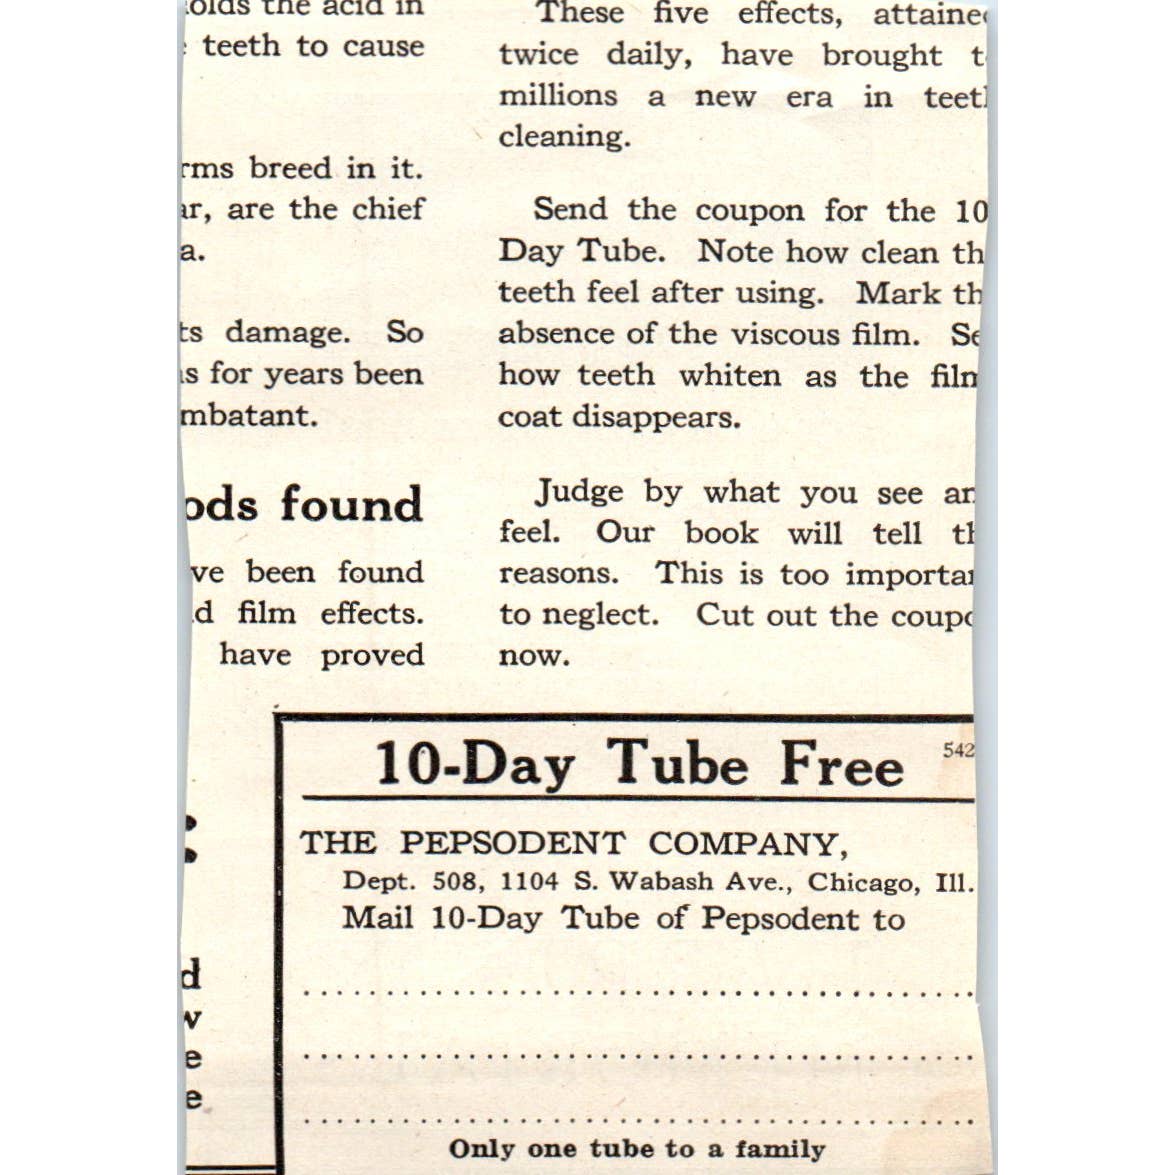 the acid in
teeth to cause
breed in it.
are the chief
damage. So
for years been
found
been found
film effects.
have proved
These five effects,
twice daily, have brought
millions a new era in
cleaning.
Send the coupon for the 10
Day Tube. Note how clean
teeth feel after using. Mark
absence of the viscous film.
how teeth whiten as the
coat disappears.
Judge by what you see
feel. Our book will tell
reasons. This is too
to neglect. Cut out the
now.
10-Day Tube Free
542
THE PEPSODENT COMPANY,
Dept. 508, 1104 S. Wabash Ave., Chicago, Ill.
Mail 10-Day Tube of Pepsodent to
Only one tube to a family